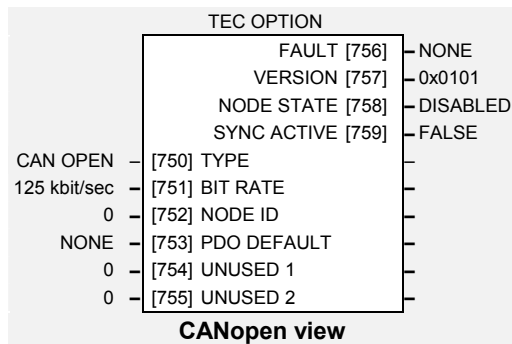 TEC OPTION
FAULT [756] – NONE
VERSION [757] – 0x0101
NODE STATE [758] – DISABLED
SYNC ACTIVE [759] – FALSE
CAN OPEN – [750] TYPE –
125 kbit/sec – [751] BIT RATE –
0 – [752] NODE ID –
NONE – [753] PDO DEFAULT –
0 – [754] UNUSED 1 –
0 – [755] UNUSED 2 –
CANopen view